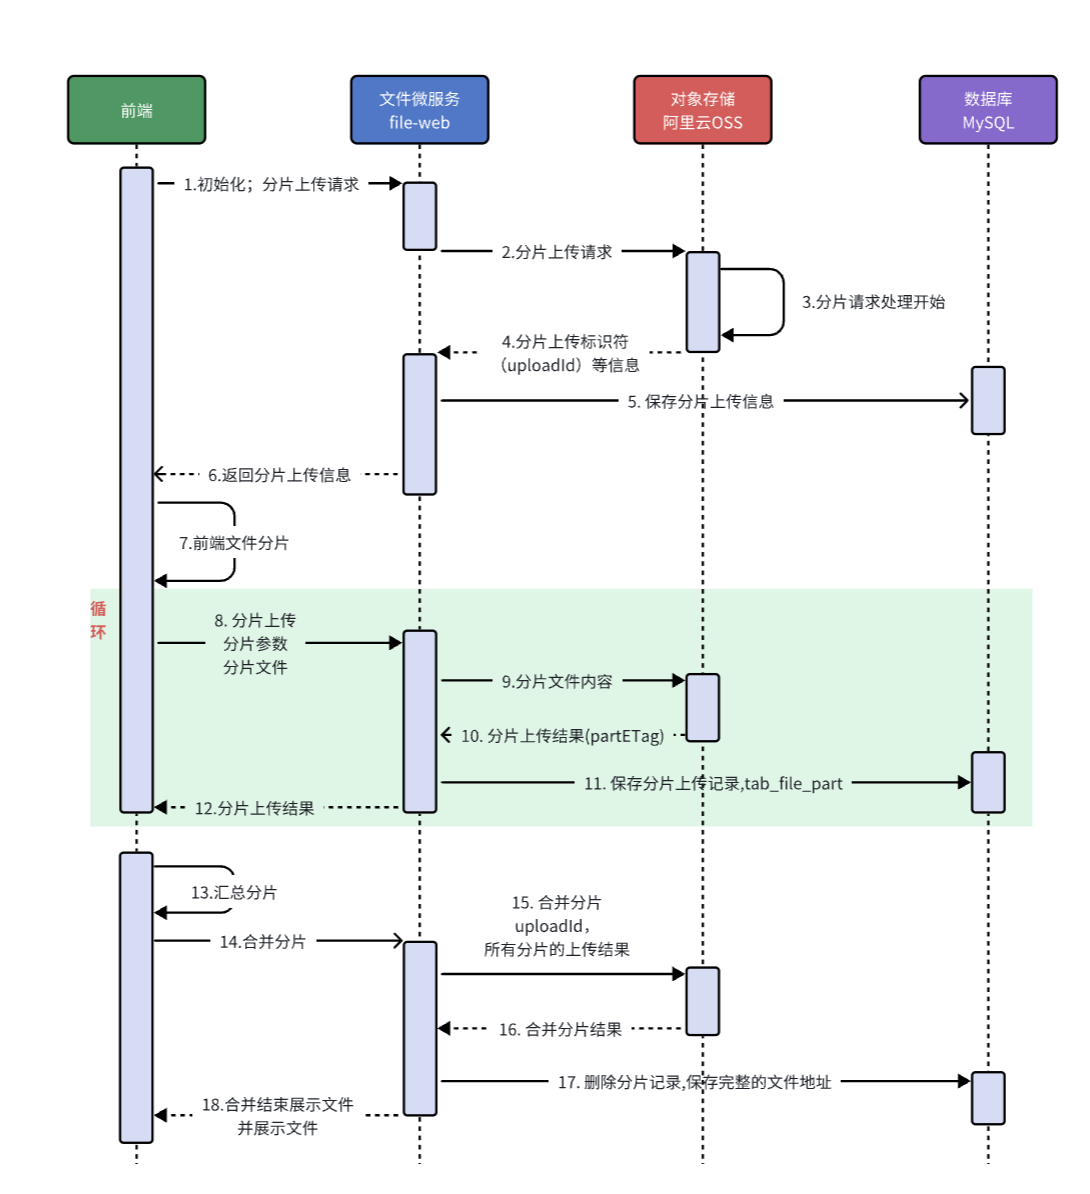 前端
文件微服务
file-web
对象存储
阿里云OSS
数据库
MySQL
1.初始化；分片上传请求
2.分片上传请求
3.分片请求处理开始
4.分片上传标识符
（uploadId）等信息
5. 保存分片上传信息
6.返回分片上传信息
7.前端文件分片
循
环
8. 分片上传
分片参数
分片文件
9.分片文件内容
10. 分片上传结果(partETag)
11. 保存分片上传记录,tab_file_part
12.分片上传结果
13.汇总分片
14.合并分片
15. 合并分片
uploadId，
所有分片的上传结果
16. 合并分片结果
17. 删除分片记录,保存完整的文件地址
18.合并结束展示文件
并展示文件